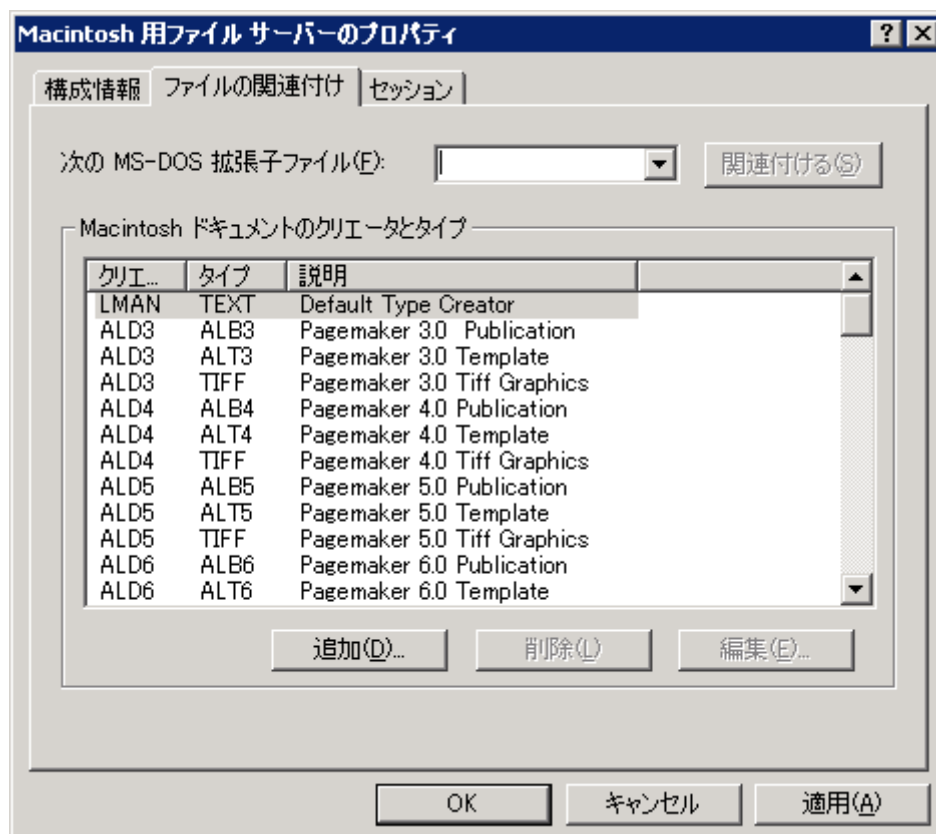 Macintosh 用ファイル サーバーのプロパティ
構成情報 ファイルの関連付け セッション
次の MS-DOS 拡張子ファイル(F): 関連付ける(S)
Macintosh ドキュメントのクリエータとタイプ
クリエ... タイプ 説明
LMAN TEXT Default Type Creator
ALD3 ALB3 Pagemaker 3.0  Publication
ALD3 ALT3 Pagemaker 3.0 Template
ALD3 TIFF Pagemaker 3.0 Tiff Graphics
ALD4 ALB4 Pagemaker 4.0 Publication
ALD4 ALT4 Pagemaker 4.0 Template
ALD4 TIFF Pagemaker 4.0 Tiff Graphics
ALD5 ALB5 Pagemaker 5.0 Publication
ALD5 ALT5 Pagemaker 5.0 Template
ALD5 TIFF Pagemaker 5.0 Tiff Graphics
ALD6 ALB6 Pagemaker 6.0 Publication
ALD6 ALT6 Pagemaker 6.0 Template
追加(D)... 削除(L) 編集(E)...
OK キャンセル 適用(A)